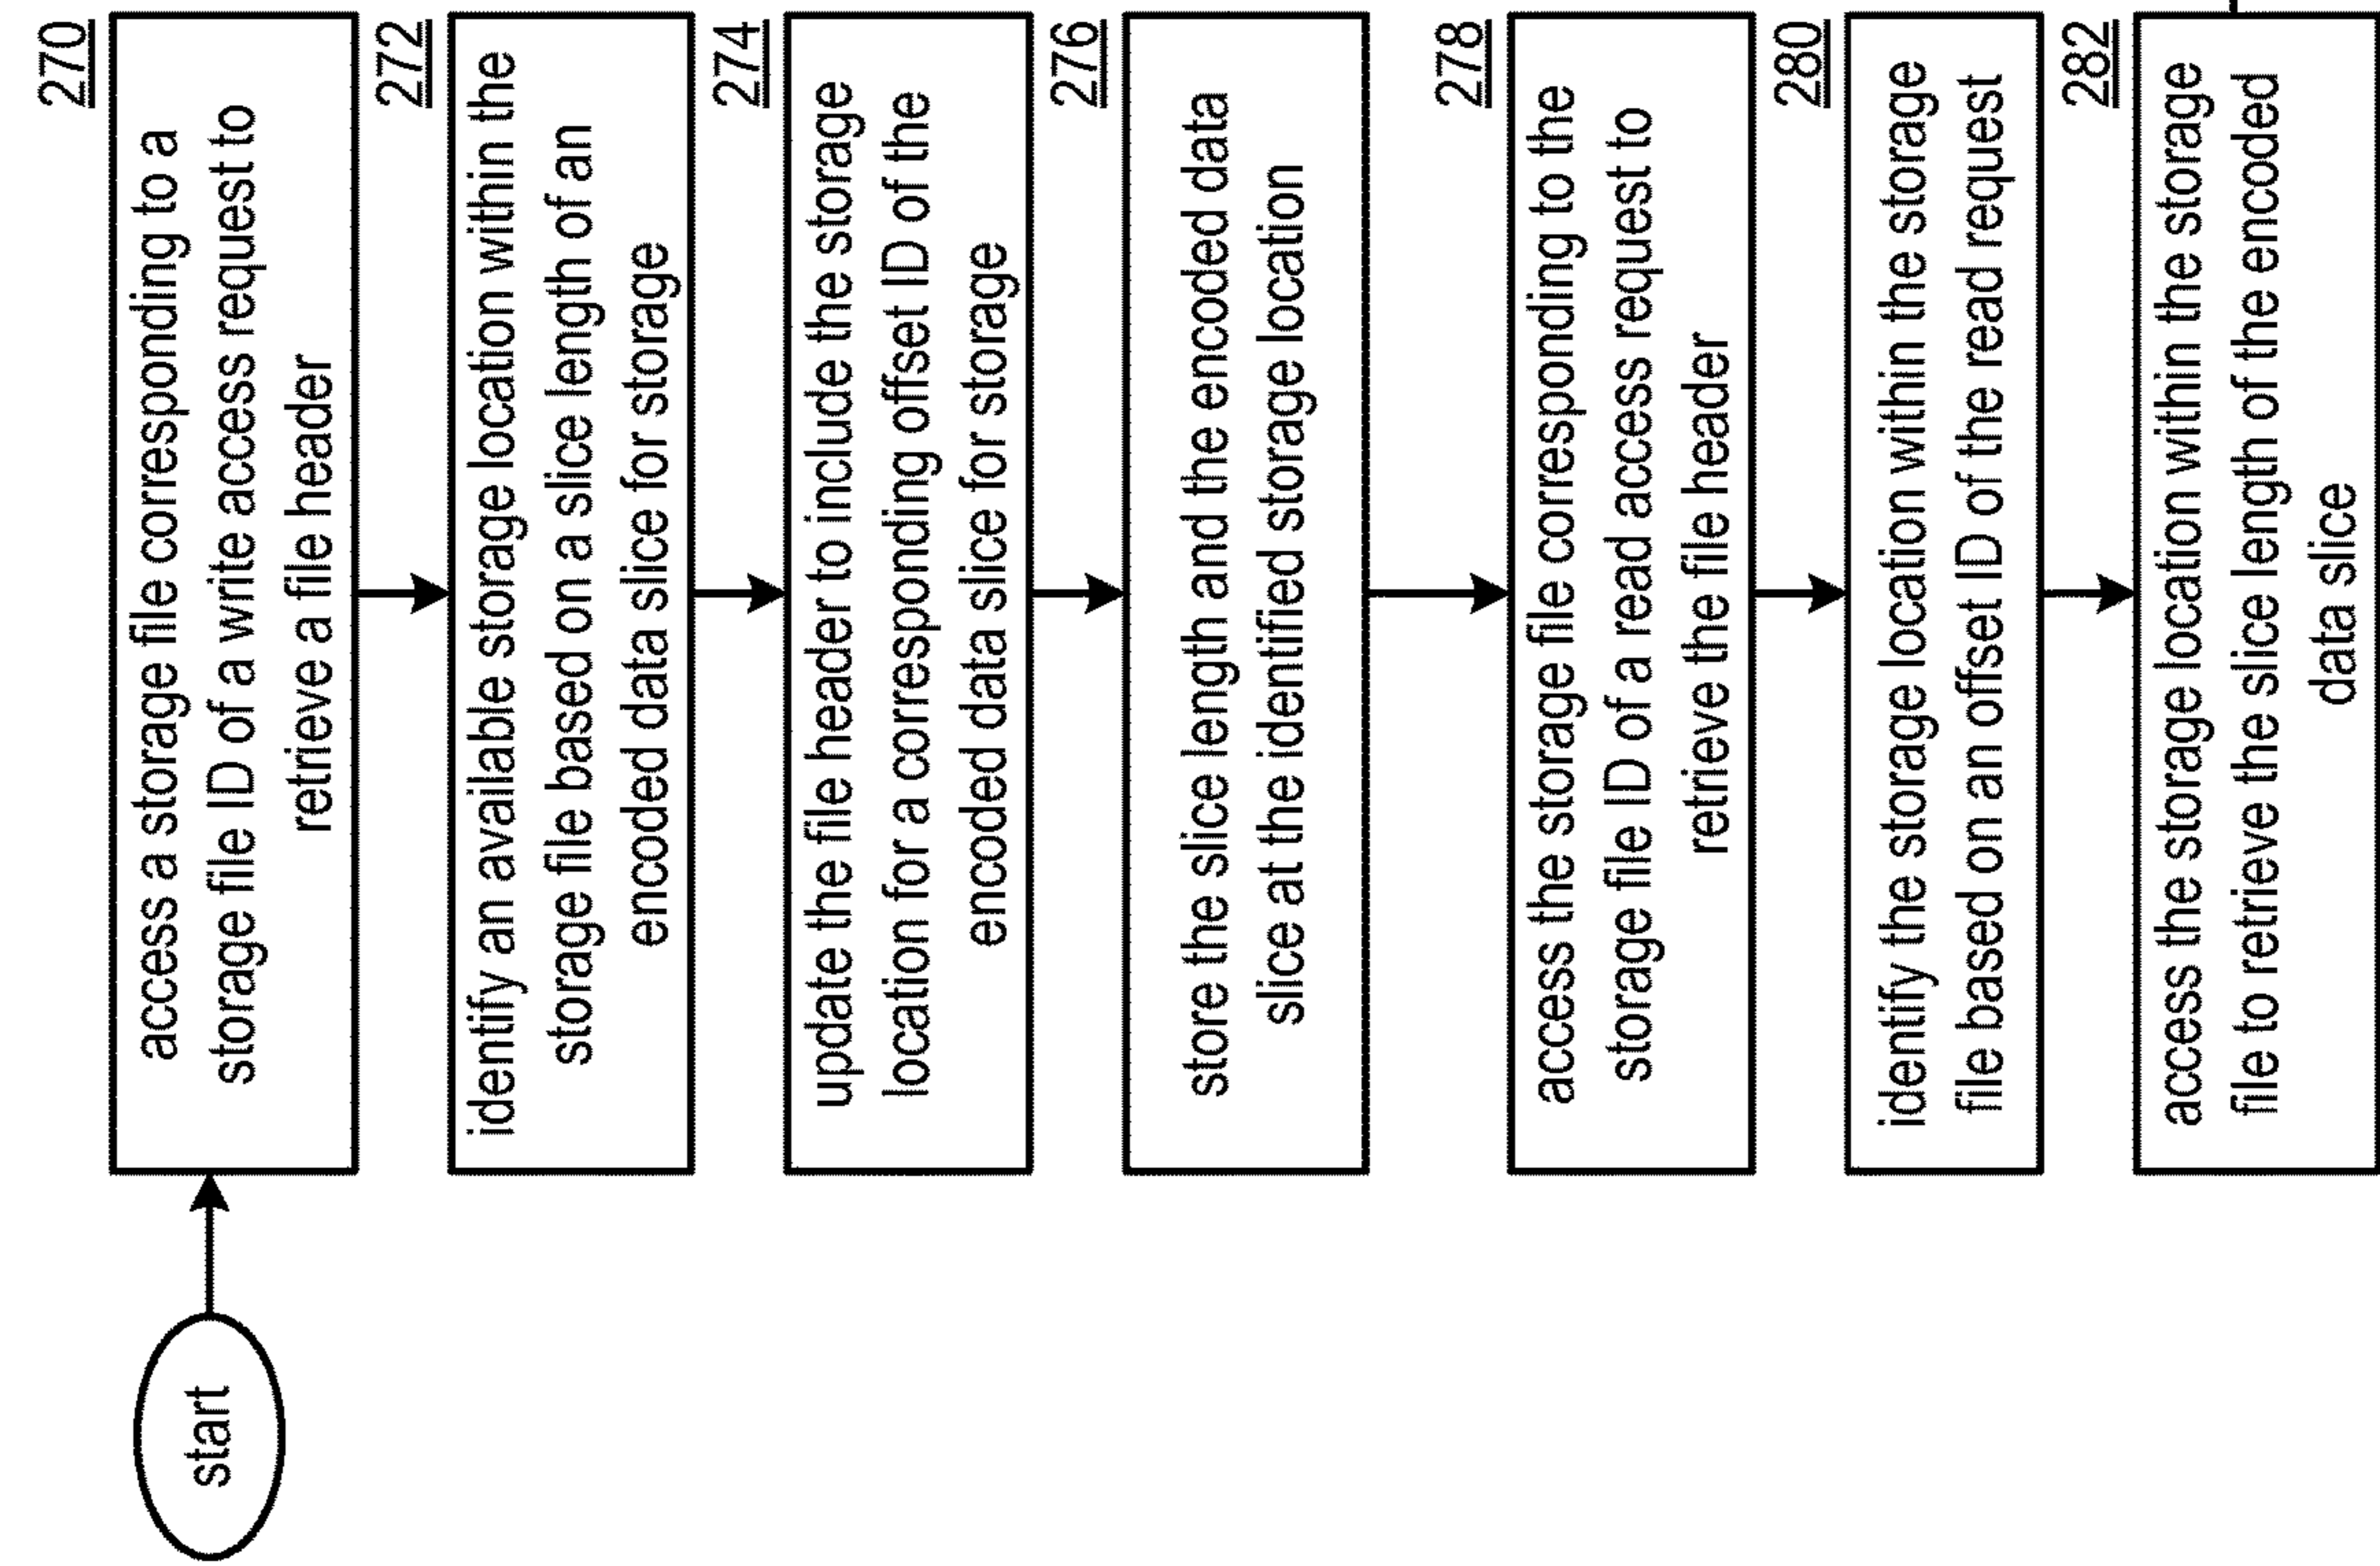 start
270
access a storage file corresponding to a
storage file ID of a write access request to
retrieve a file header
272
identify an available storage location within the
storage file based on a slice length of an
encoded data slice for storage
274
update the file header to include the storage
location for a corresponding offset ID of the
encoded data slice for storage
276
store the slice length and the encoded data
slice at the identified storage location
278
access the storage file corresponding to the
storage file ID of a read access request to
retrieve the file header
280
identify the storage location within the storage
file based on an offset ID of the read request
282
access the storage location within the storage
file to retrieve the slice length of the encoded
data slice